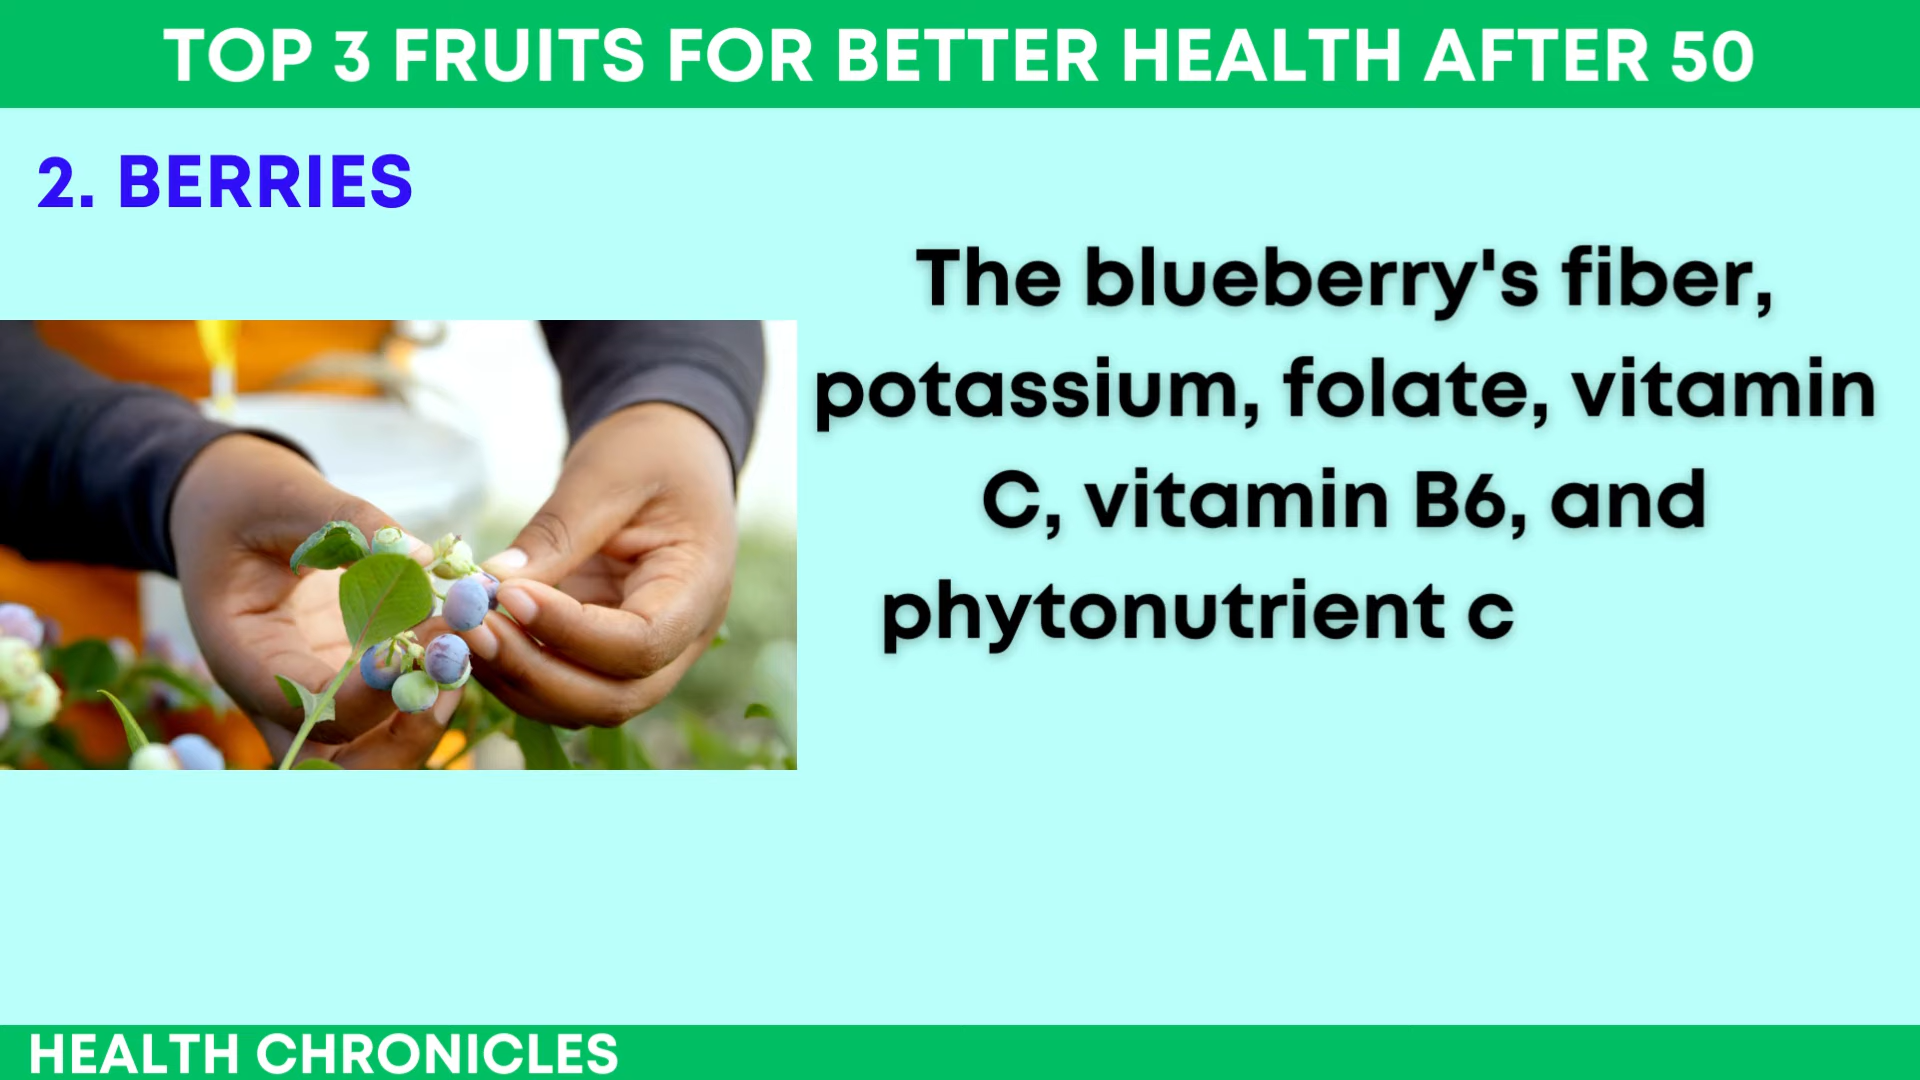 TOP 3 FRUITS FOR BETTER HEALTH AFTER 50
2. BERRIES
The blueberry's fiber,
potassium, folate, vitamin
C, vitamin B6, and
phytonutrient c
HEALTH CHRONICLES